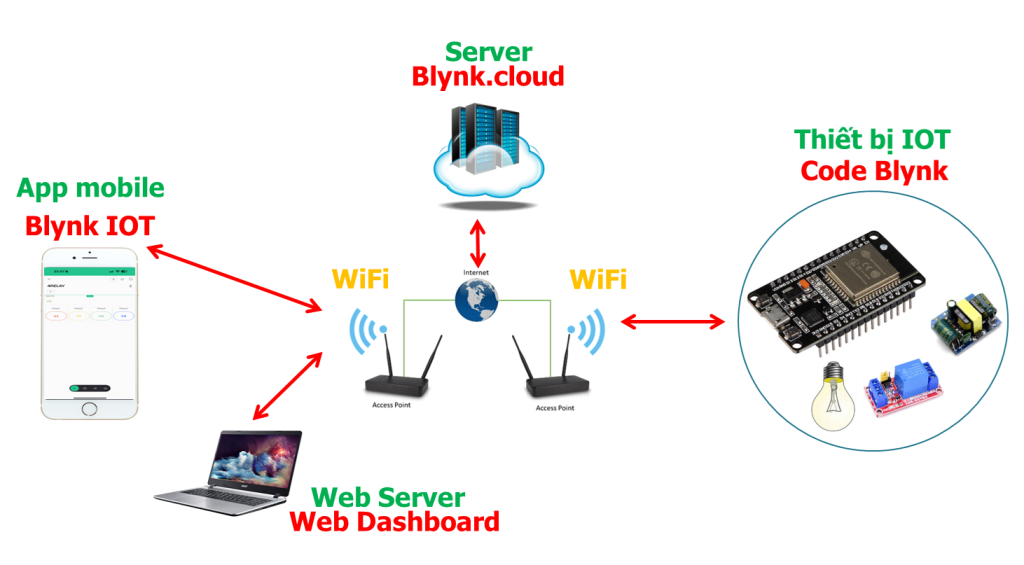 Server
Blynk.cloud
Thiết bị IOT
Code Blynk
App mobile
Blynk IOT
WiFi
Internet
WiFi
4RELAY
Access Point
Access Point
Web Server
Web Dashboard